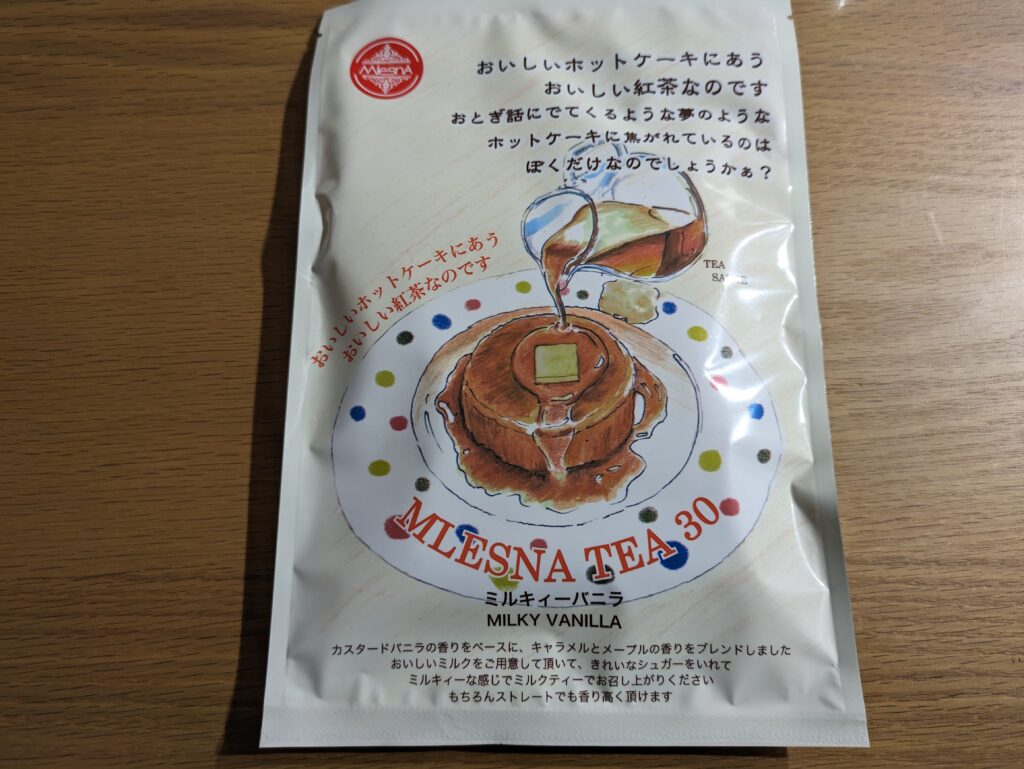 MlesnA
おいしいホットケーキにあう
おいしい紅茶なのです
おとぎ話にでてくるような夢のような
ホットケーキに焦がれているのは
ぼくだけなのでしょうかぁ？
TEA
おいしいホットケーキにあう
おいしい紅茶なのです
MLESNA TEA 30
ミルキィーバニラ
MILKY VANILLA
カスタードバニラの香りをベースに、キャラメルとメープルの香りをブレンドしました
おいしいミルクをご用意して頂いて、きれいなシュガーをいれて
ミルキィーな感じでミルクティーでお召し上がりください
もちろんストレートでも香り高く頂けます